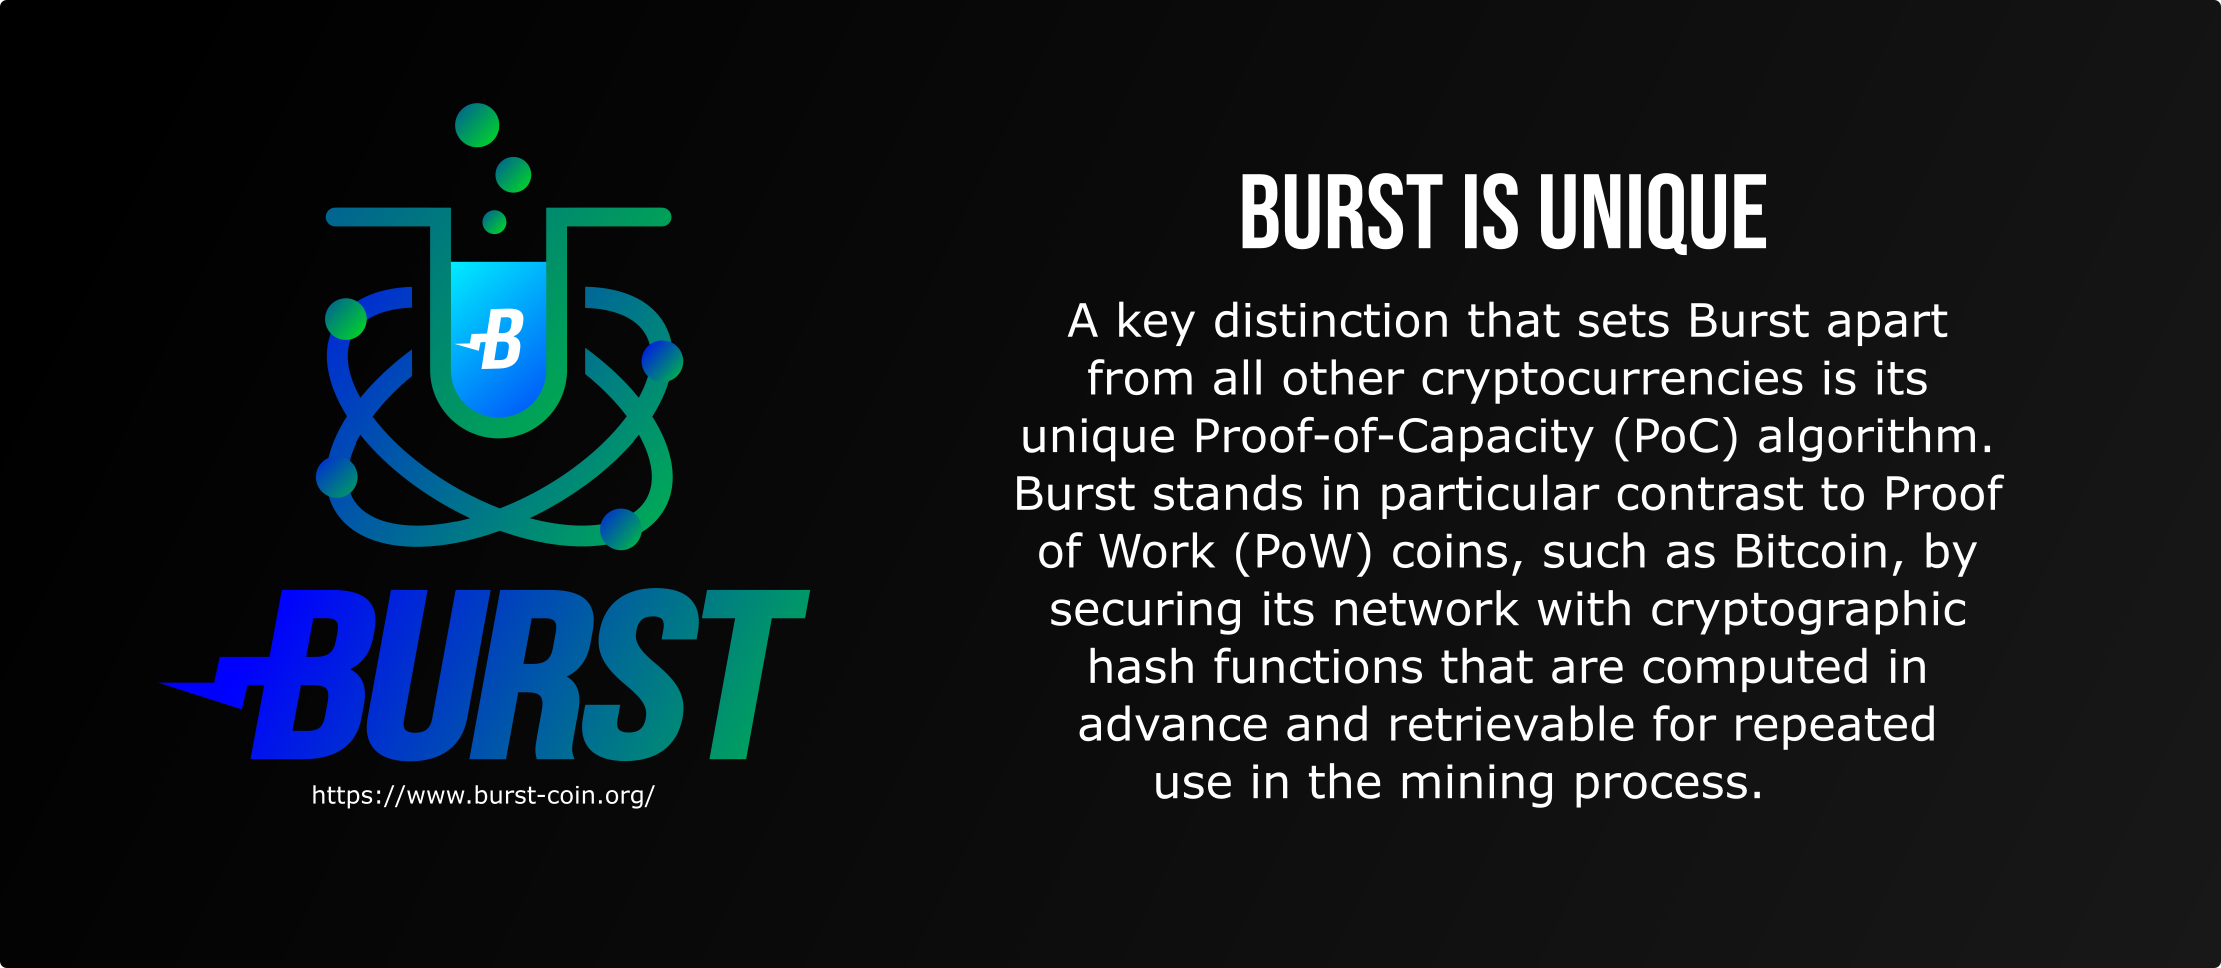 B
BURST
https://www.burst-coin.org/
BURST IS UNIQUE
A key distinction that sets Burst apart
from all other cryptocurrencies is its
unique Proof-of-Capacity (PoC) algorithm.
Burst stands in particular contrast to Proof
of Work (PoW) coins, such as Bitcoin, by
securing its network with cryptographic
hash functions that are computed in
advance and retrievable for repeated
use in the mining process.